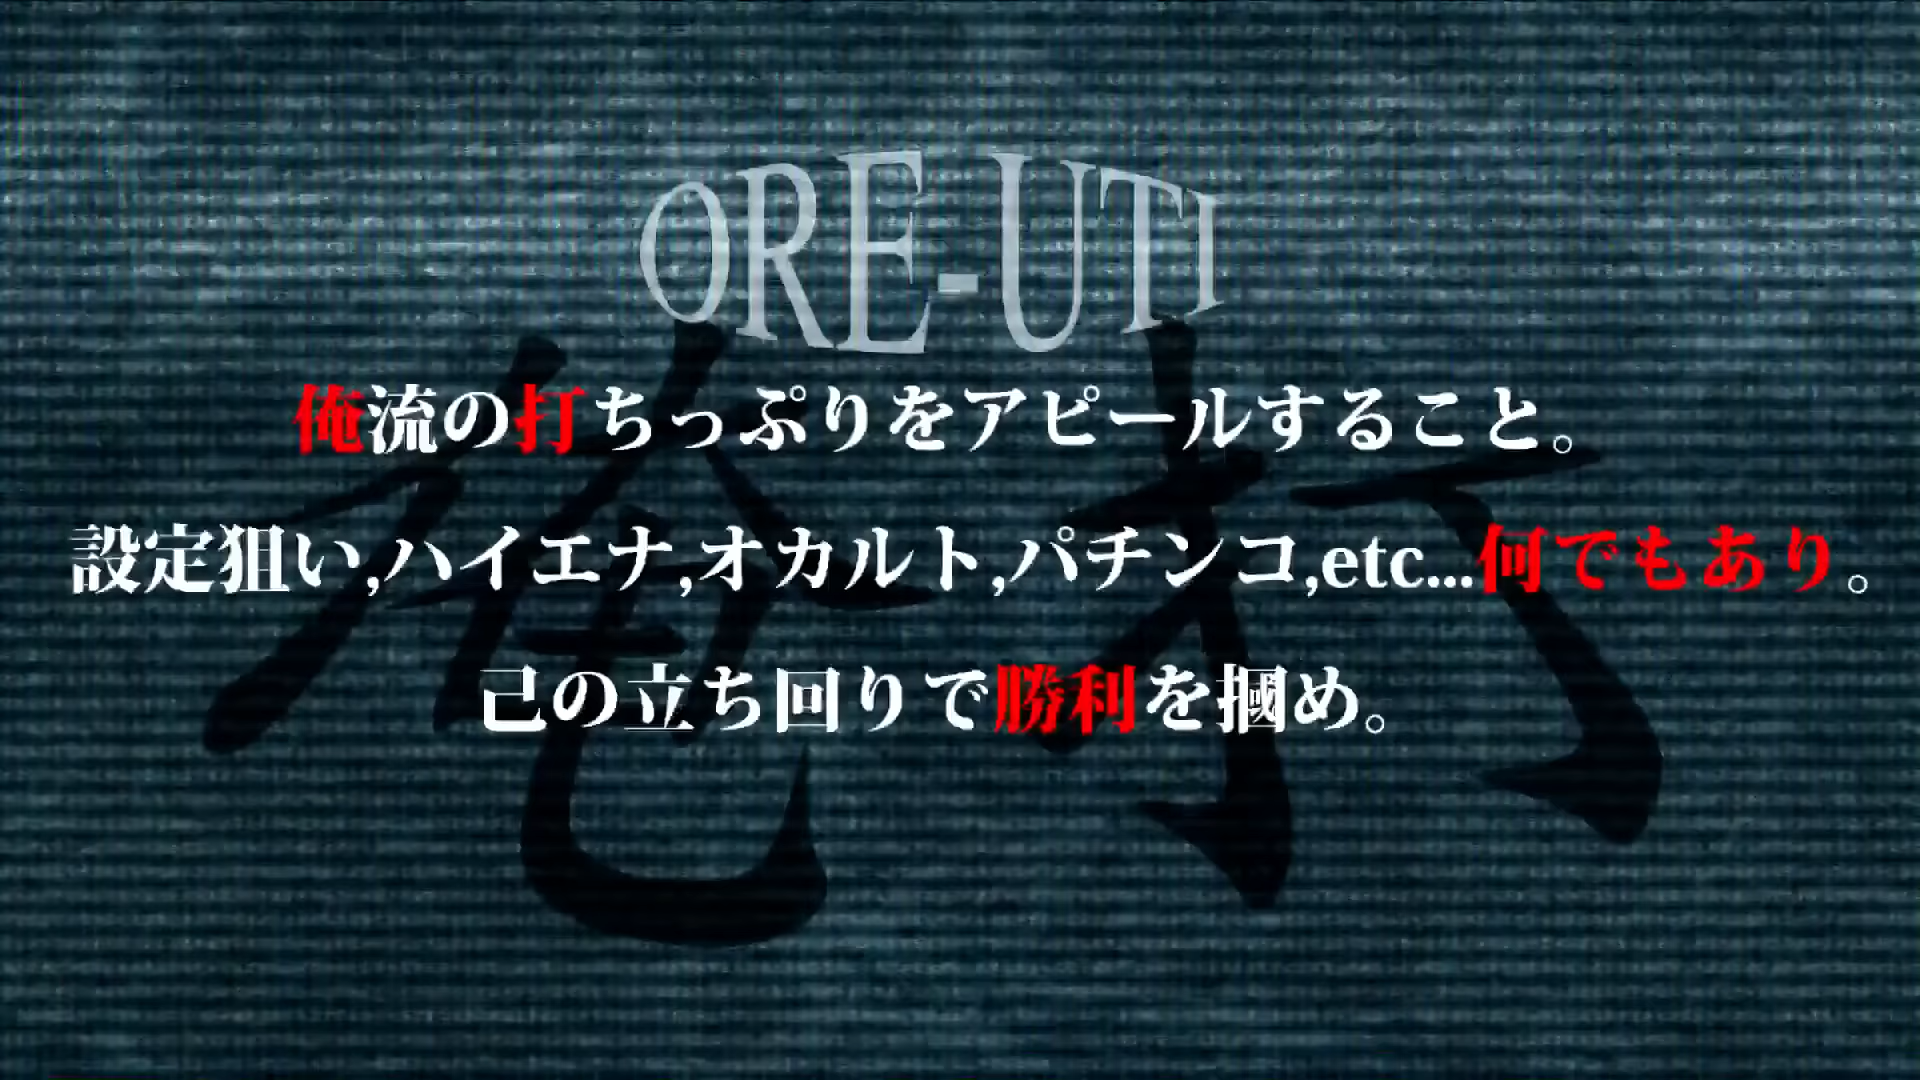 ORE-UTI
俺打
俺流の打ちっぷりをアピールすること。
設定狙い,ハイエナ,オカルト,パチンコ,etc...何でもあり。
己の立ち回りで勝利を摑め。